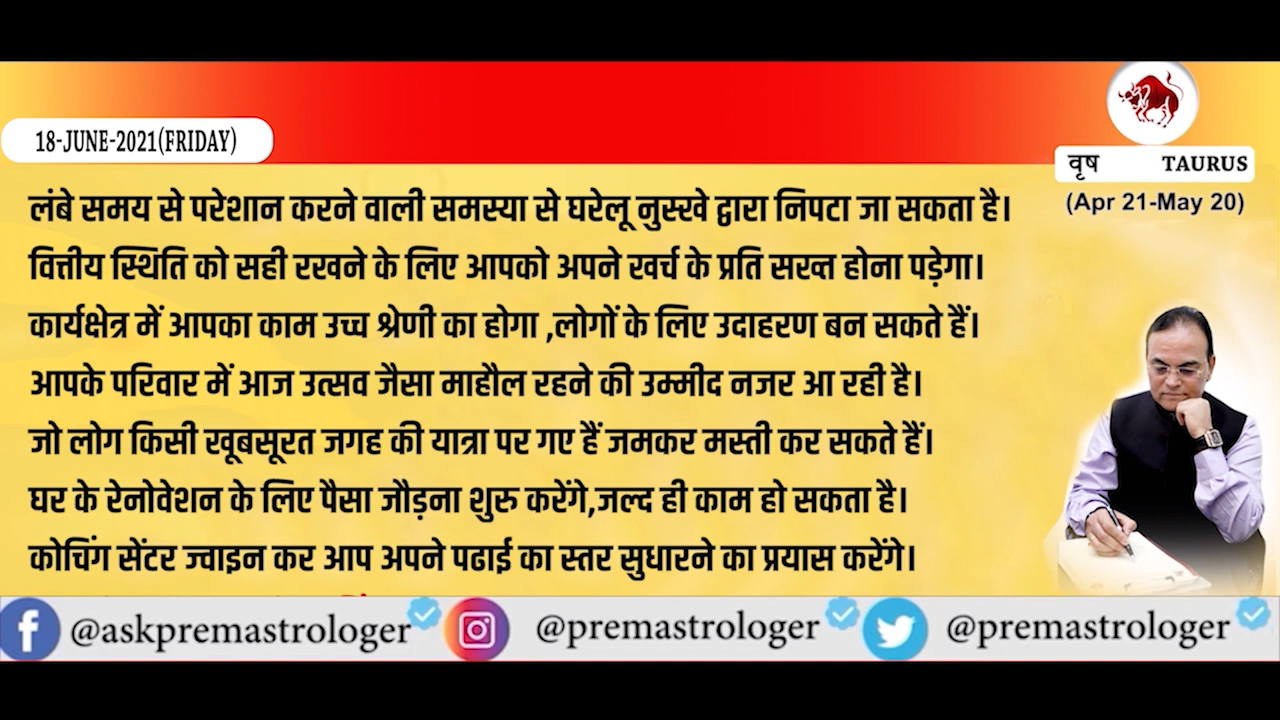 18-JUNE-2021(FRIDAY)
वृष TAURUS
(Apr 21-May 20)
लंबे समय से परेशान करने वाली समस्या से घरेलू नुस्खे द्वारा निपटा जा सकता है।
वित्तीय स्थिति को सही रखने के लिए आपको अपने खर्च के प्रति सख्त होना पड़ेगा।
कार्यक्षेत्र में आपका काम उच्च श्रेणी का होगा ,लोगों के लिए उदाहरण बन सकते हैं।
आपके परिवार में आज उत्सव जैसा माहौल रहने की उम्मीद नजर आ रही है।
जो लोग किसी खूबसूरत जगह की यात्रा पर गए हैं जमकर मस्ती कर सकते हैं।
घर के रेनोवेशन के लिए पैसा जौड़ना शुरु करेंगे,जल्द ही काम हो सकता है।
कोचिंग सेंटर ज्वाइन कर आप अपने पढाई का स्तर सुधारने का प्रयास करेंगे।
@askpremastrologer @premastrologer @premastrologer